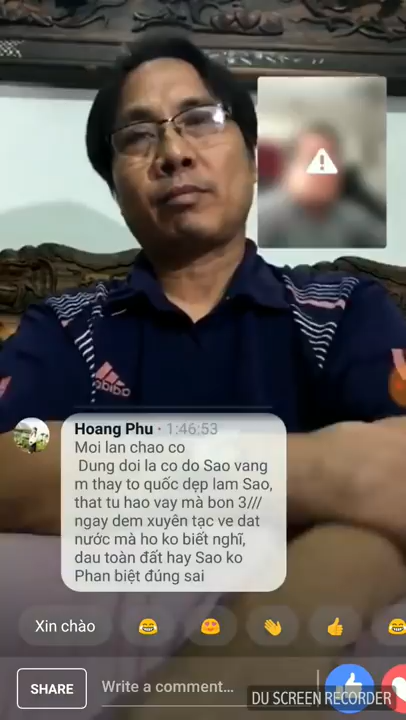 adidas
Hoang Phu · 1:46:53
Moi lan chao co
Dung doi la co do Sao vang
m thay to quốc dẹp lam Sao,
that tu hao vay mà bon 3///
ngay dem xuyên tạc ve dat
nước mà ho ko biết nghĩ,
dau toàn đất hay Sao ko
Phan biệt đúng sai
Xin chào
SHARE
Write a comment…
DU SCREEN RECORDER